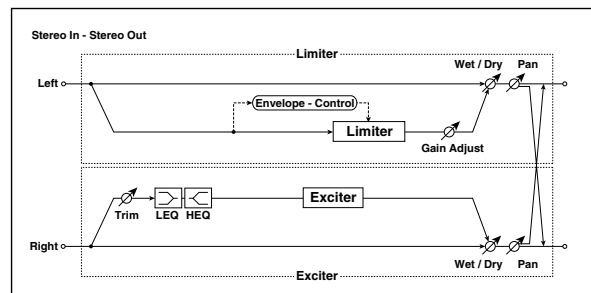 Stereo In - Stereo Out
Limiter
Wet / Dry
Pan
Left
Envelope - Control
Limiter
Gain Adjust
Trim
LEQ
HEQ
Exciter
Right
Wet / Dry
Pan
Exciter